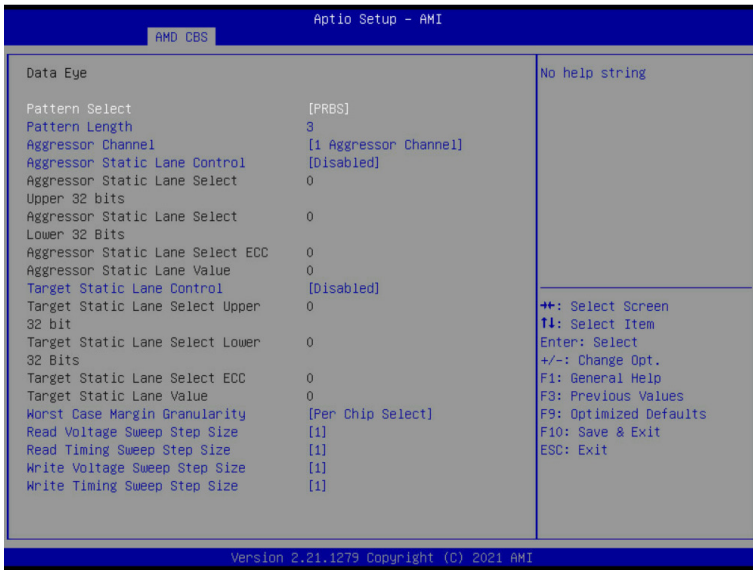 Aptio Setup - AMI
AMD CBS
Data Eye
No help string
Pattern Select [PRBS]
Pattern Length 3
Aggressor Channel [1 Aggressor Channel]
Aggressor Static Lane Control [Disabled]
Aggressor Static Lane Select 0
Upper 32 bits
Aggressor Static Lane Select 0
Lower 32 Bits
Aggressor Static Lane Select ECC 0
Aggressor Static Lane Value 0
Target Static Lane Control [Disabled]
Target Static Lane Select Upper 0
32 bit
Target Static Lane Select Lower 0
32 Bits
Target Static Lane Select ECC 0
Target Static Lane Value 0
Worst Case Margin Granularity [Per Chip Select]
Read Voltage Sweep Step Size [1]
Read Timing Sweep Step Size [1]
Write Voltage Sweep Step Size [1]
Write Timing Sweep Step Size [1]
→←: Select Screen
↑↓: Select Item
Enter: Select
+/-: Change Opt.
F1: General Help
F3: Previous Values
F9: Optimized Defaults
F10: Save & Exit
ESC: Exit
Version 2.21.1279 Copyright (C) 2021 AMI